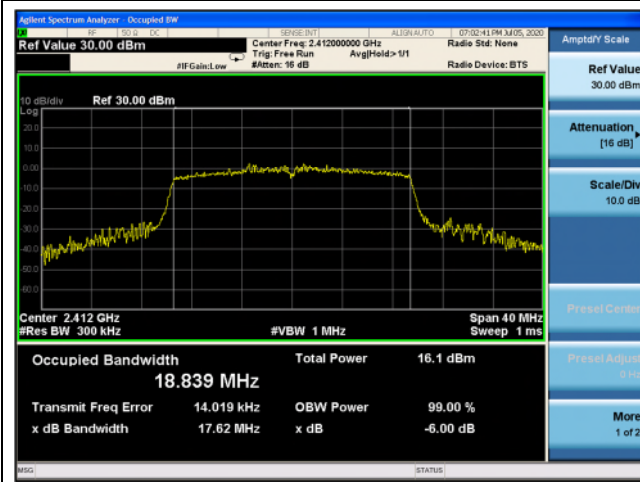 Agilent Spectrum Analyzer - Occupied BW
RF 50 Ω DC SENSE:INT ALIGN AUTO 07:02:41 PM Jul 05, 2020
Ref Value 30.00 dBm Center Freq: 2.412000000 GHz Radio Std: None
Trig: Free Run Avg|Hold>1/1
#IFGain:Low #Atten: 16 dB Radio Device: BTS
10 dB/div Ref 30.00 dBm
Log
20.0
10.0
0.00
-10.0
-20.0
-30.0
-40.0
-50.0
-60.0
Center 2.412 GHz Span 40 MHz
#Res BW 300 kHz #VBW 1 MHz Sweep 1 ms
Occupied Bandwidth Total Power 16.1 dBm
18.839 MHz
Transmit Freq Error 14.019 kHz OBW Power 99.00 %
x dB Bandwidth 17.62 MHz x dB -6.00 dB
MSG STATUS
Amptd/Y Scale
Ref Value
30.00 dBm
Attenuation
[16 dB]
Scale/Div
10.0 dB
Presel Center
Presel Adjust
0 Hz
More
1 of 2